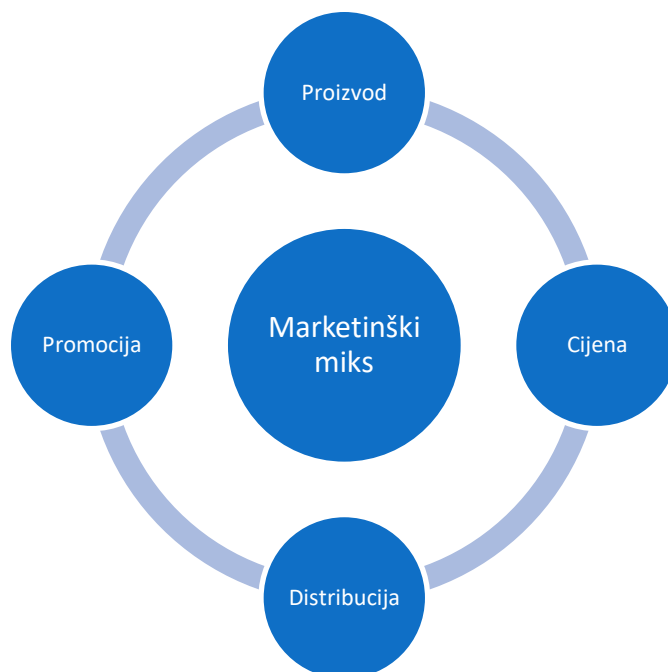 Proizvod
Promocija
Marketinški
miks
Cijena
Distribucija